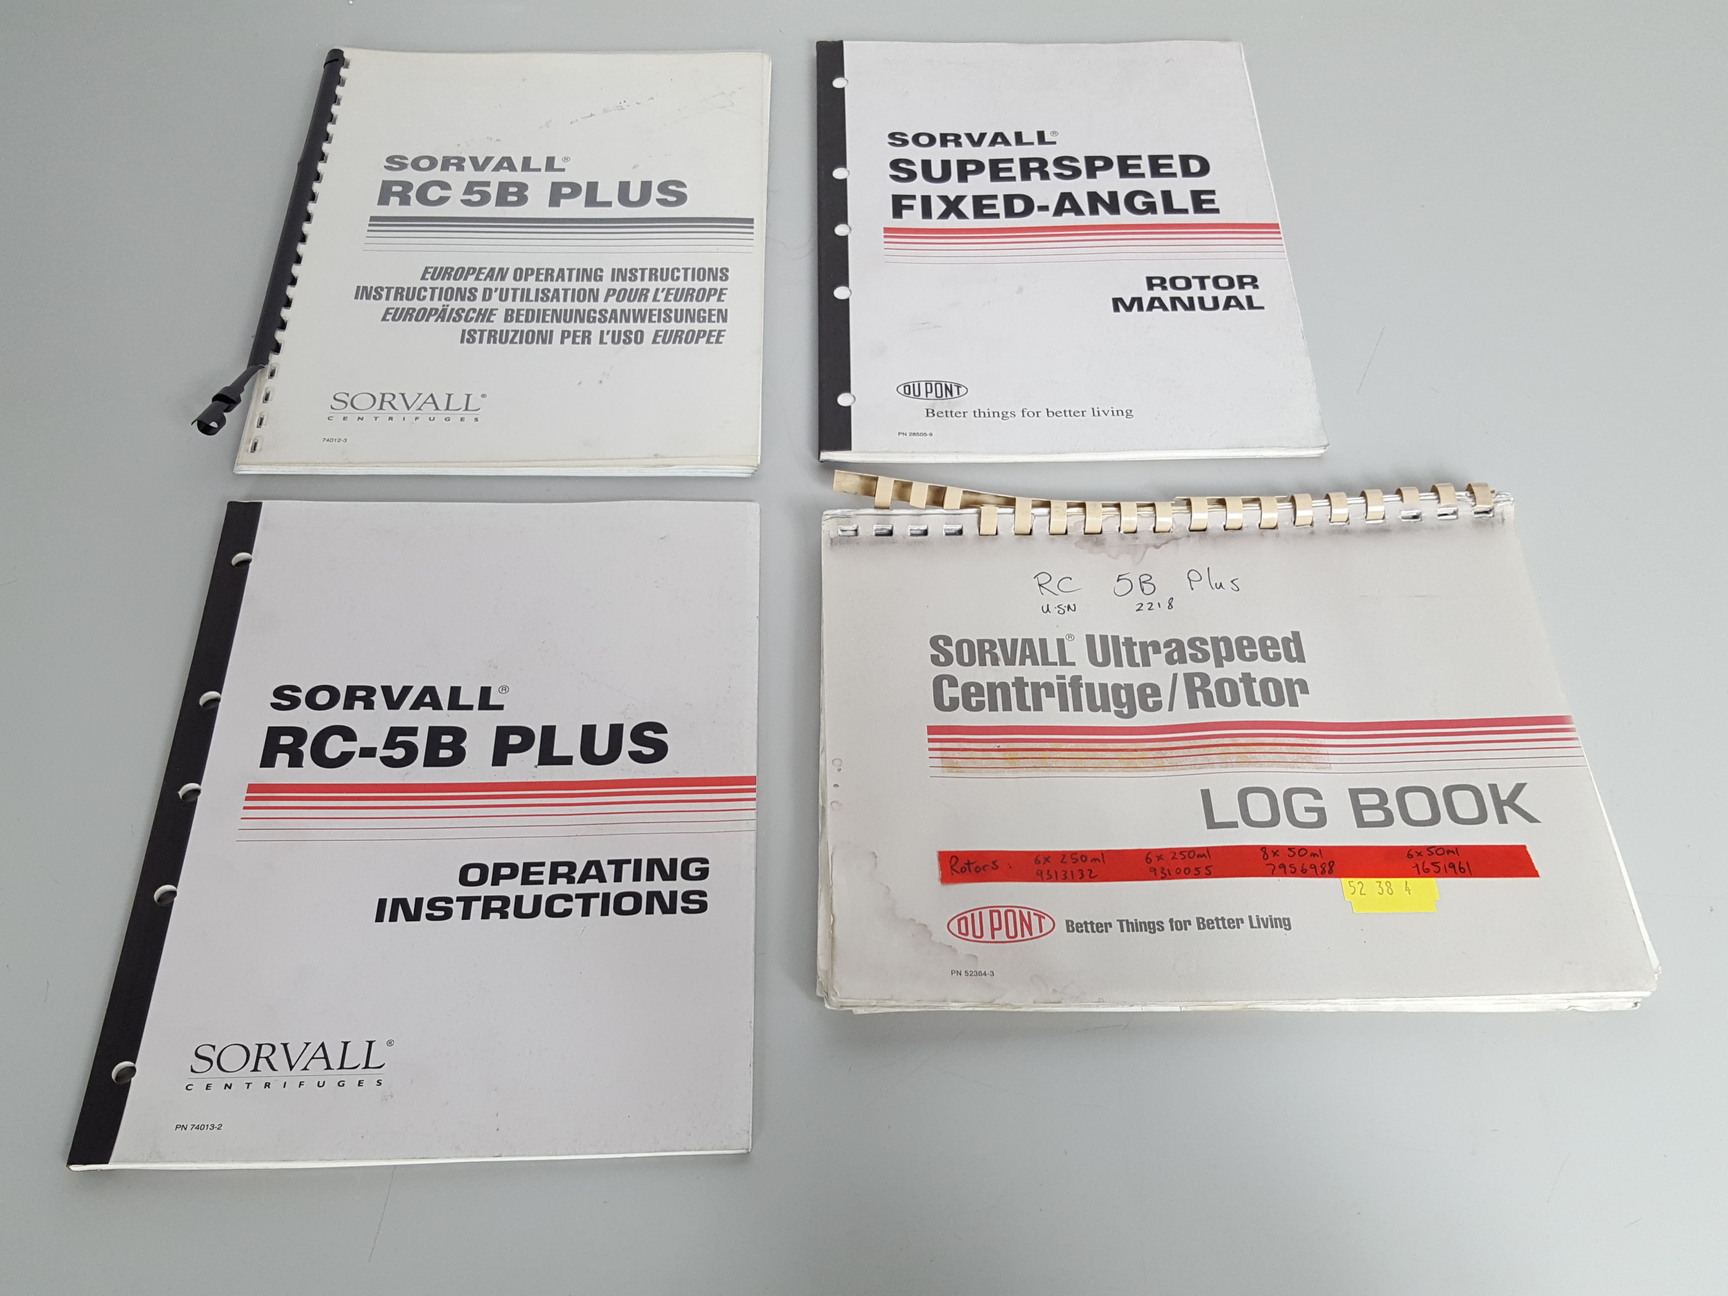 SORVALL®
RC 5B PLUS
EUROPEAN OPERATING INSTRUCTIONS
INSTRUCTIONS D'UTILISATION POUR L'EUROPE
EUROPÄISCHE BEDIENUNGSANWEISUNGEN
ISTRUZIONI PER L'USO EUROPEE
SORVALL®
CENTRIFUGES
74012-3
SORVALL®
SUPERSPEED
FIXED-ANGLE
ROTOR
MANUAL
DU PONT
Better things for better living
PN 28505-9
SORVALL®
RC-5B PLUS
OPERATING
INSTRUCTIONS
SORVALL®
CENTRIFUGES
PN 74013-2
RC 5B Plus
U.SN 2218
SORVALL® Ultraspeed
Centrifuge/Rotor
LOG BOOK
Rotors: 6x 250ml 6x 250ml 8x 50ml 6x50ml
9313132 9310055 7956988 9651961
52 38 4
DU PONT Better Things for Better Living
PN 52384-3